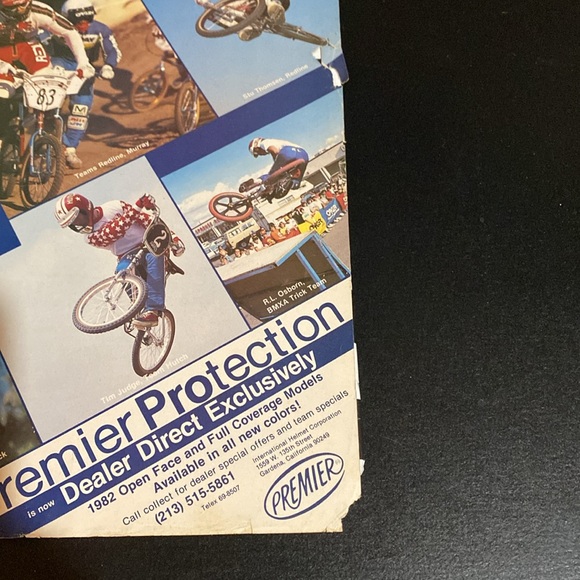 83
Stu Thomsen, Redline
Teams Redline, Murray
R.L. Osborn,
BMXA Trick Team
Tim Judge, Hutch
remier Protection
is now Dealer Direct Exclusively
1982 Open Face and Full Coverage Models
Available in all new colors!
Call collect for dealer special offers and team specials
(213) 515-5861
Telex 69-8507
International Helmet Corporation
1559 W. 135th Street
Gardena, California 90249
PREMIER